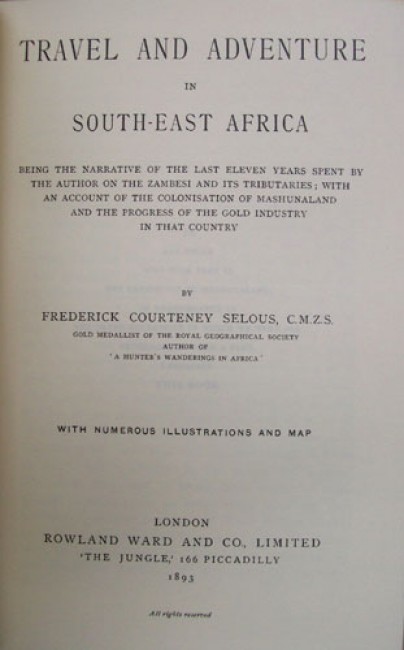 TRAVEL AND ADVENTURE
IN
SOUTH-EAST AFRICA
BEING THE NARRATIVE OF THE LAST ELEVEN YEARS SPENT BY
THE AUTHOR ON THE ZAMBESI AND ITS TRIBUTARIES; WITH
AN ACCOUNT OF THE COLONISATION OF MASHUNALAND
AND THE PROGRESS OF THE GOLD INDUSTRY
IN THAT COUNTRY
BY
FREDERICK COURTENEY SELOUS, C.M.Z.S.
GOLD MEDALLIST OF THE ROYAL GEOGRAPHICAL SOCIETY
AUTHOR OF
'A HUNTER'S WANDERINGS IN AFRICA'
WITH NUMEROUS ILLUSTRATIONS AND MAP
LONDON
ROWLAND WARD AND CO., LIMITED
'THE JUNGLE,' 166 PICCADILLY
1893
All rights reserved